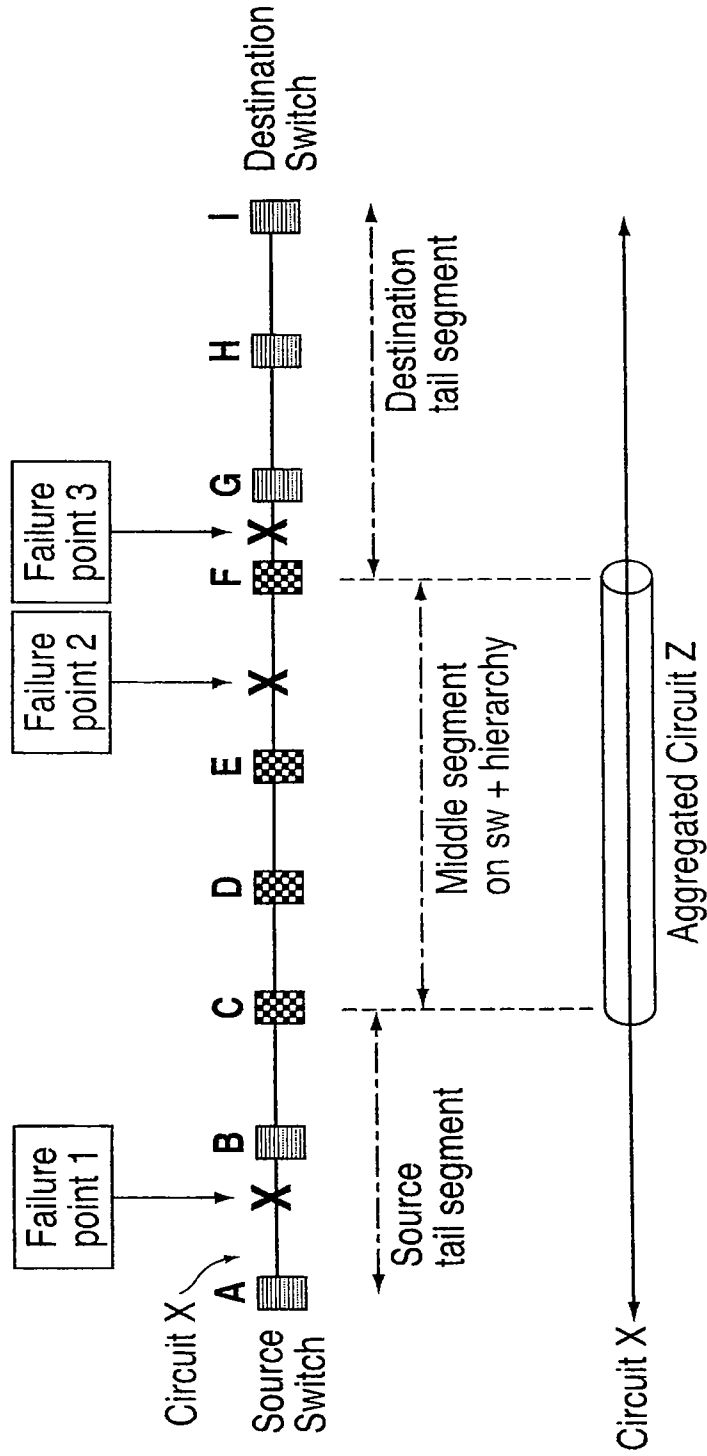 Failure
point 1
Failure
point 2
Failure
point 3
Circuit X
A
B
C
D
E
F
G
H
I
Source
Switch
Destination
Switch
Source
tail segment
Middle segment
on sw + hierarchy
Destination
tail segment
Circuit X
Aggregated Circuit Z